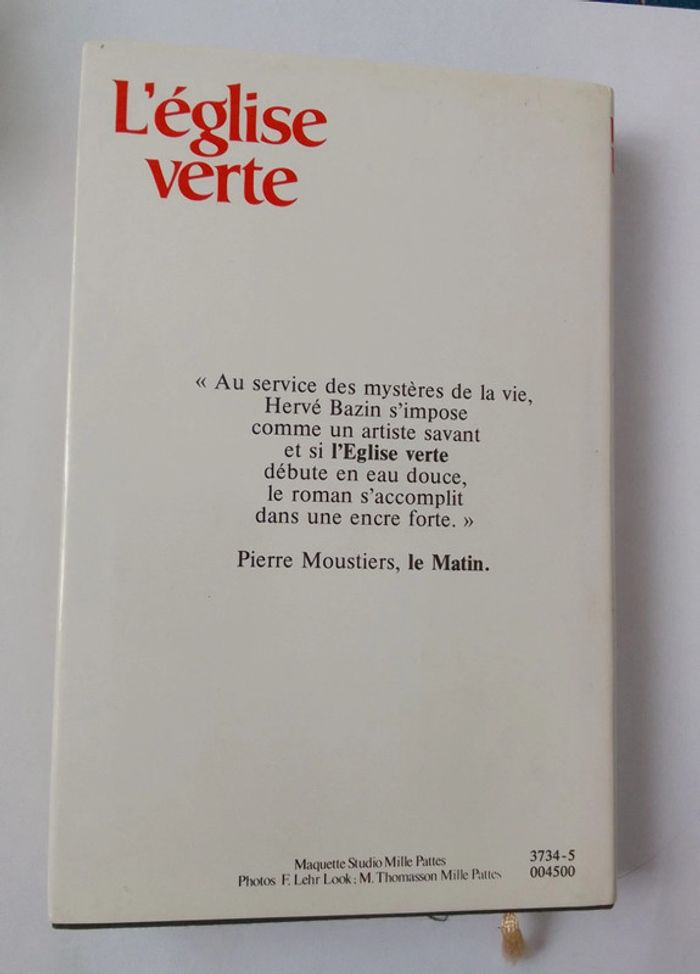 L'église
verte
« Au service des mystères de la vie,
Hervé Bazin s'impose
comme un artiste savant
et si l'Eglise verte
débute en eau douce,
le roman s'accomplit
dans une encre forte. »
Pierre Moustiers, le Matin.
Maquette Studio Mille Pattes
Photos F. Lehr Look; M. Thomasson Mille Pattes
3734-5
004500